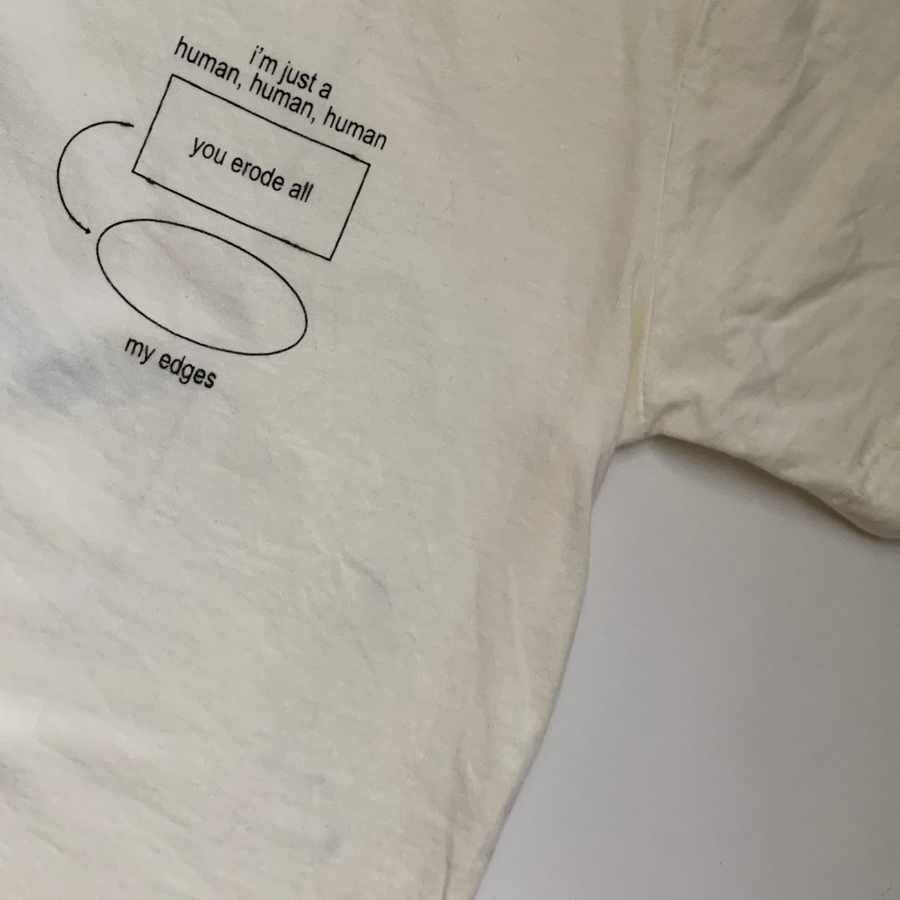 i'm just a
human, human, human
you erode all
my edges